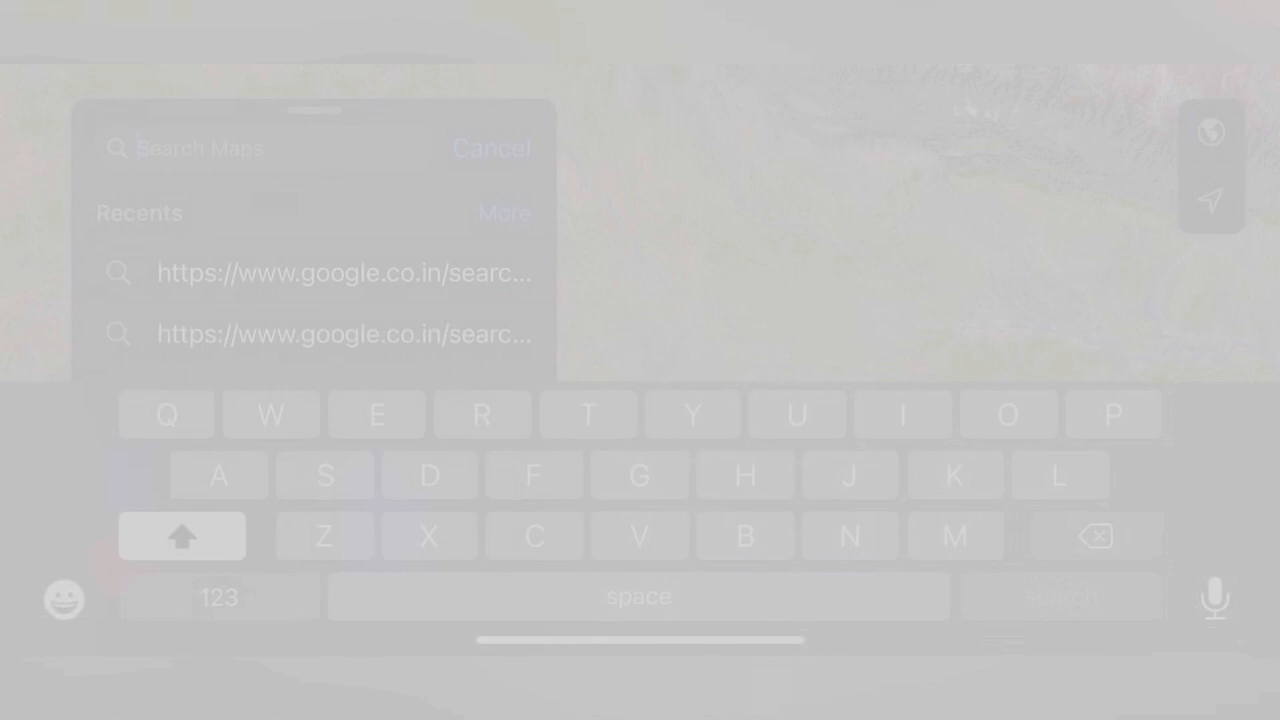 Search Maps
Cancel
Recents
More
https://www.google.co.in/searc...
https://www.google.co.in/searc...
Q W E R T Y U I O P
A S D F G H J K L
Z X C V B N M
123
space
search